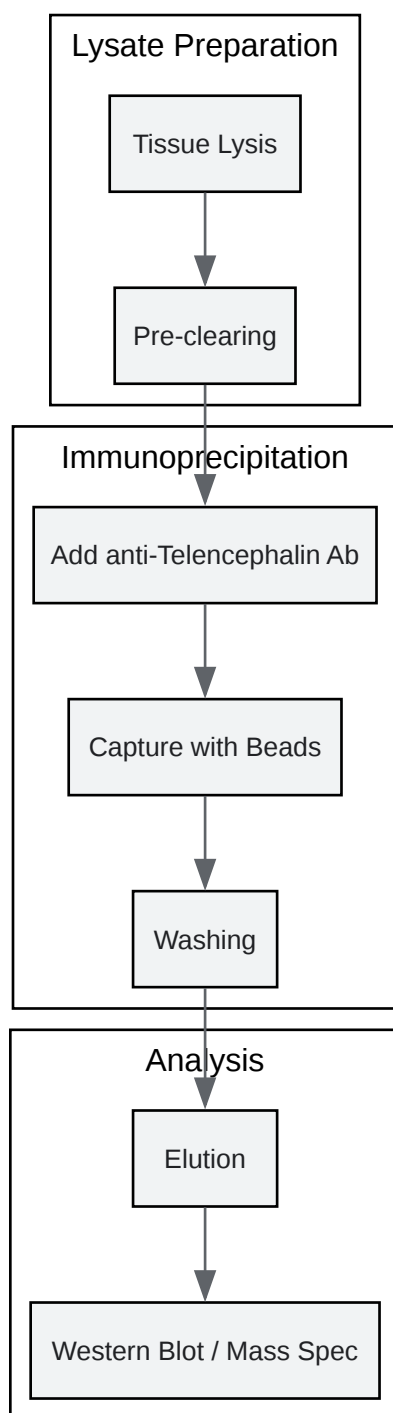 Lysate Preparation
Tissue Lysis
Pre-clearing
Immunoprecipitation
Add anti-Telencephalin Ab
Capture with Beads
Washing
Analysis
Elution
Western Blot / Mass Spec